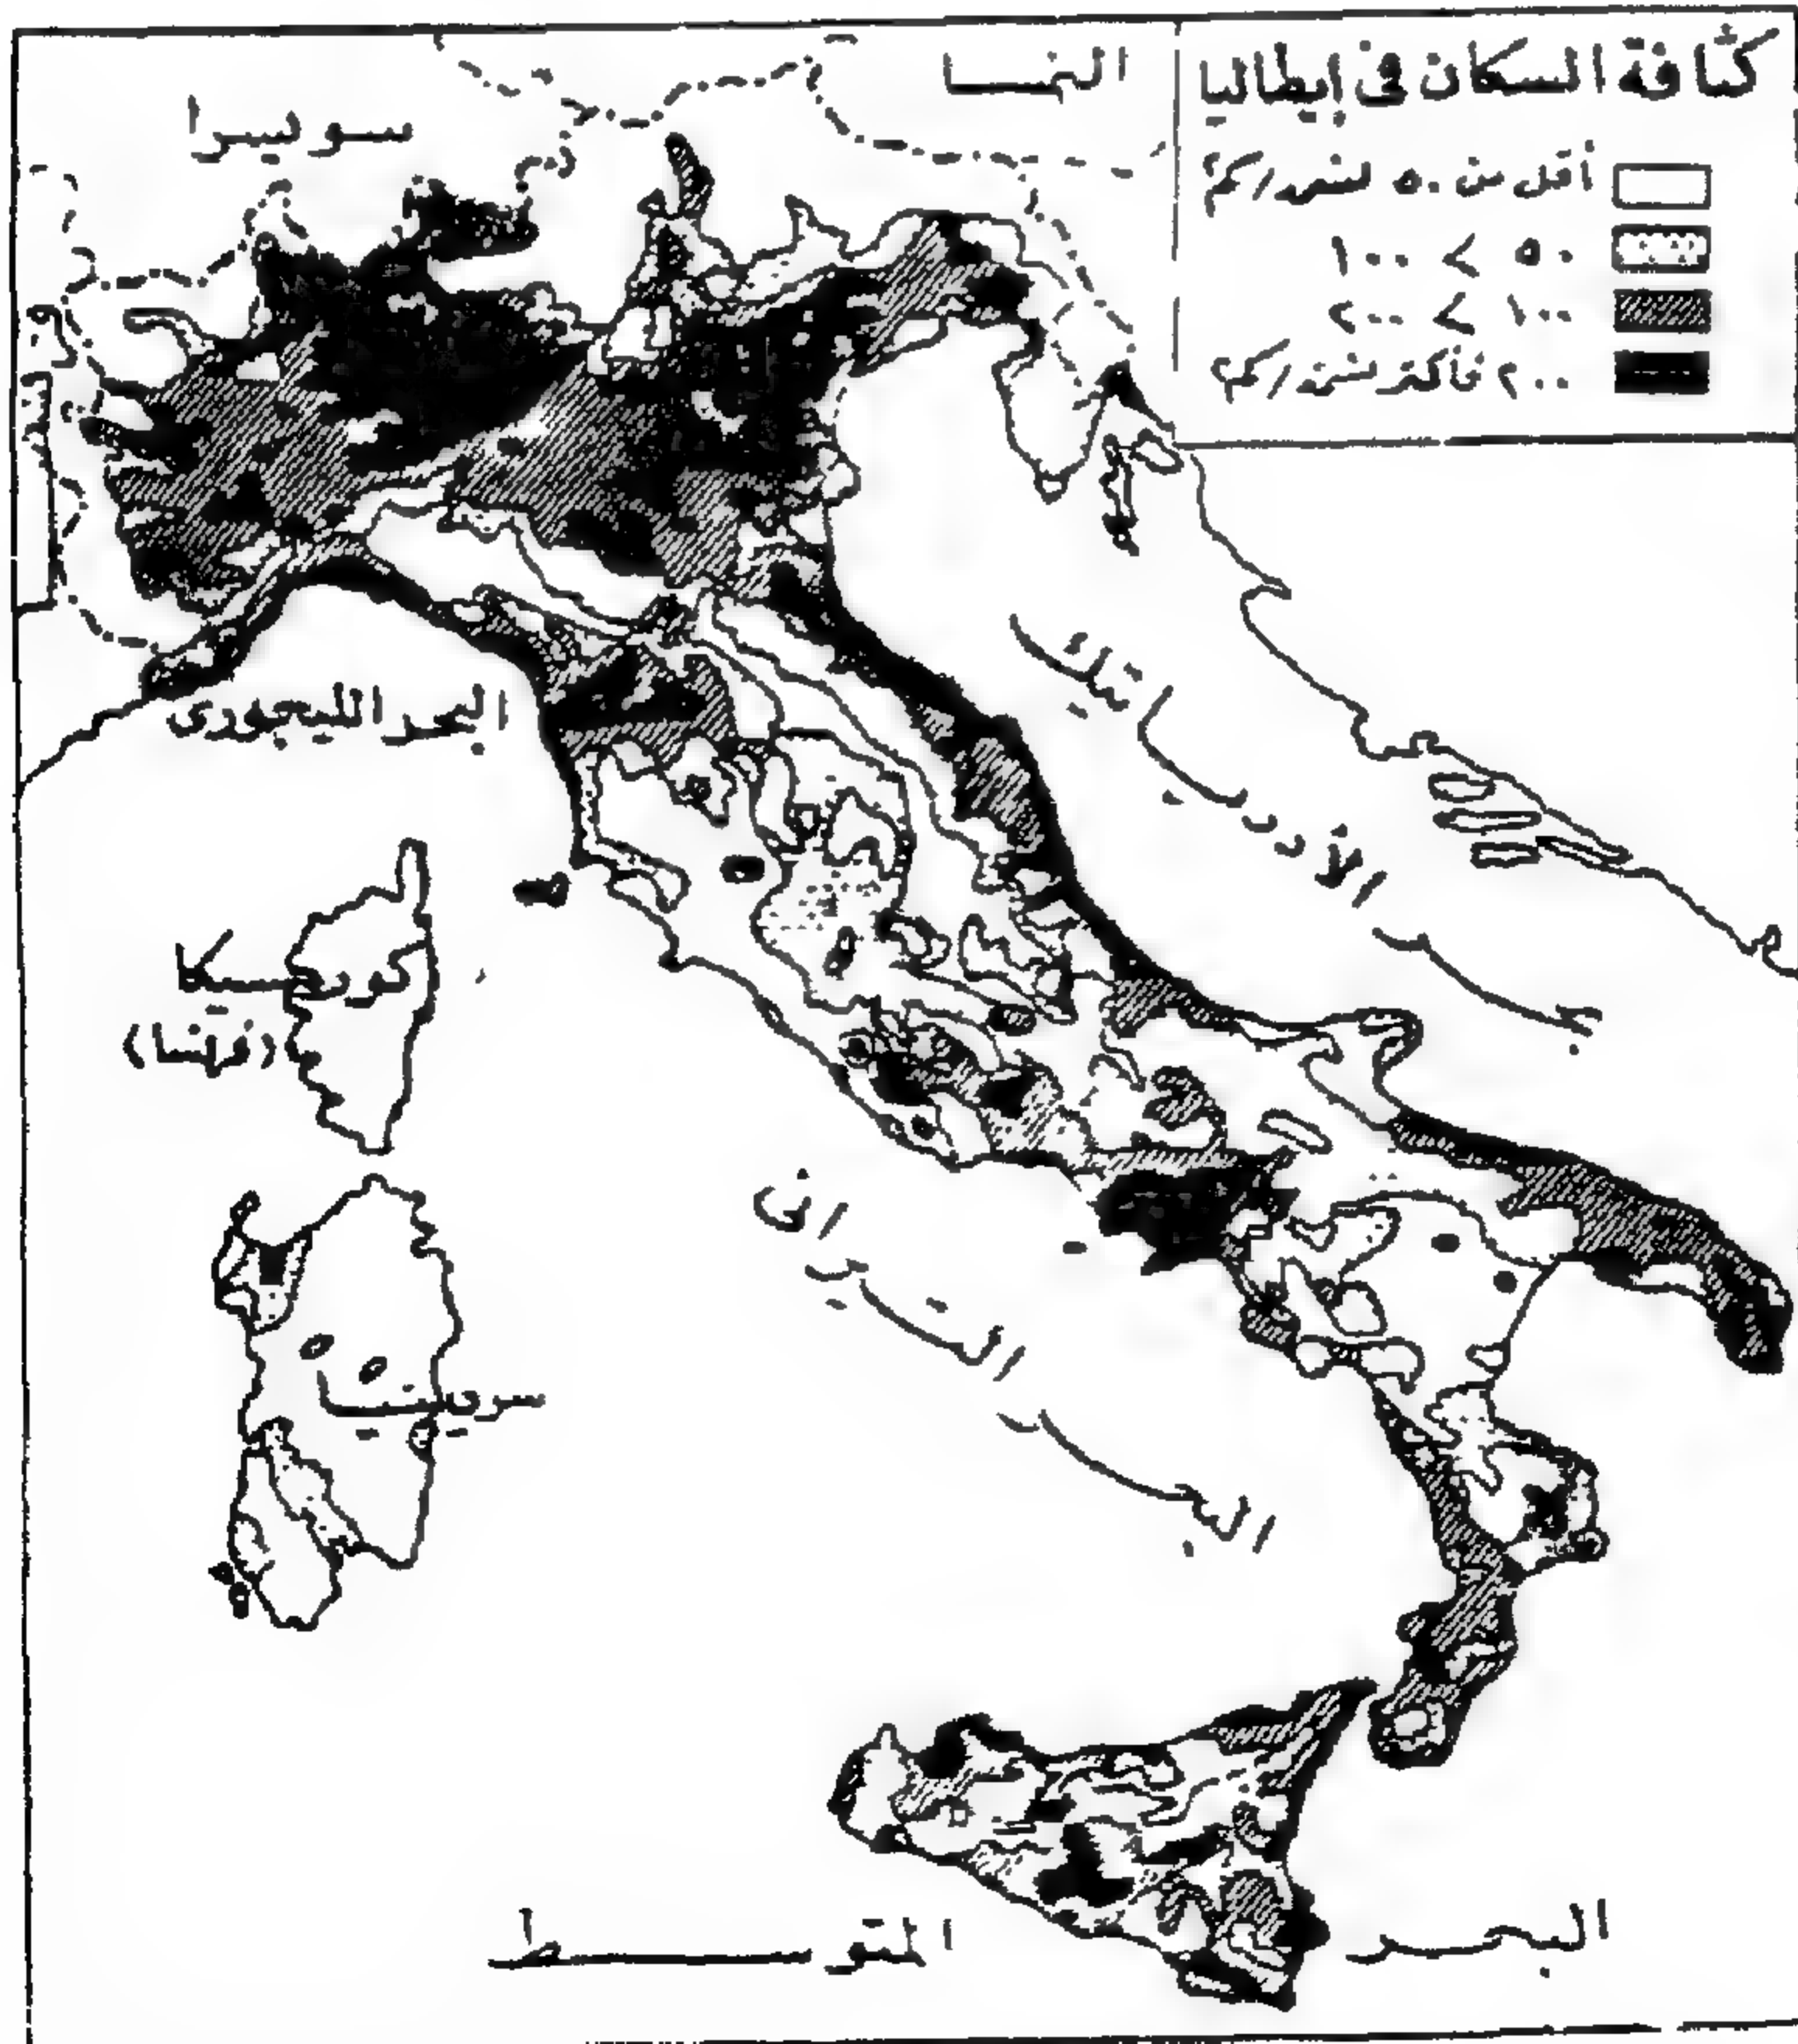 كثافة السكان في إيطاليا
أقل من ٥٠ نسمة/كم٢
٥٠ < ١٠٠
١٠٠ < ٢٠٠
٢٠٠ فأكثر نسمة/كم٢
النمسا
سويسرا
البحر الليجوري
بحر الأدرياتيك
كورسيكا
(فرنسا)
سردينيا
البحر التيراني
البحر المتوسط